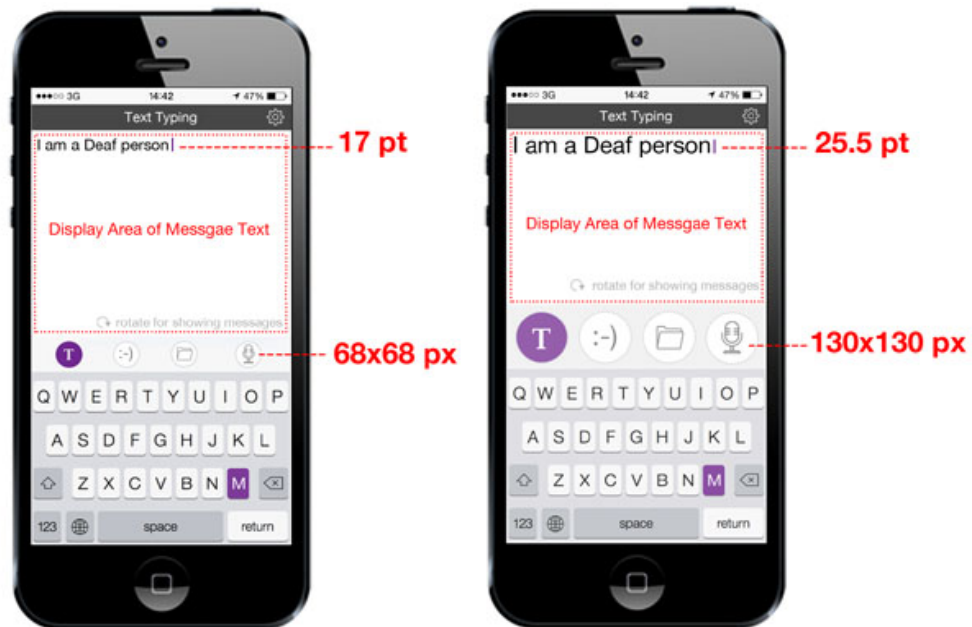 3G 14:42 47%
Text Typing
I am a Deaf person
17 pt
Display Area of Messgae Text
rotate for showing messages
T :-)
68x68 px
Q W E R T Y U I O P
A S D F G H J K L
Z X C V B N M
123 space return
3G 14:42 47%
Text Typing
I am a Deaf person
25.5 pt
Display Area of Messgae Text
rotate for showing messages
T :-)
130x130 px
Q W E R T Y U I O P
A S D F G H J K L
Z X C V B N M
123 space return